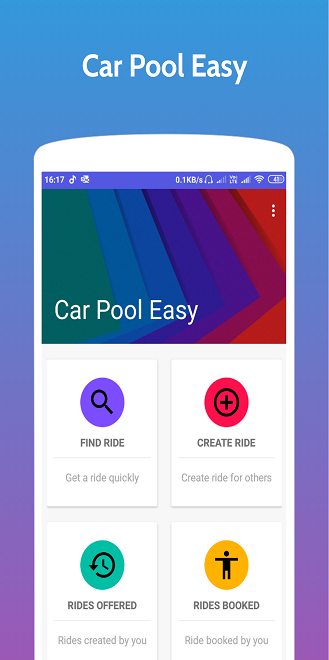 Car Pool Easy
16:17 0.1KB/s 41
Car Pool Easy
FIND RIDE
CREATE RIDE
Get a ride quickly
Create ride for others
RIDES OFFERED
RIDES BOOKED
Rides created by you
Ride booked by you